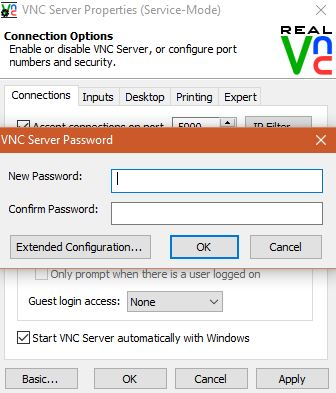 VNC Server Properties (Service-Mode)
Connection Options
Enable or disable VNC Server, or configure port
numbers and security.
REAL
VNC
Connections Inputs Desktop Printing Expert
Accept connections on port 5900 IP Filter...
VNC Server Password
New Password:
Confirm Password:
Extended Configuration... OK Cancel
Only prompt when there is a user logged on
Guest login access: None
Start VNC Server automatically with Windows
Basic... OK Cancel Apply